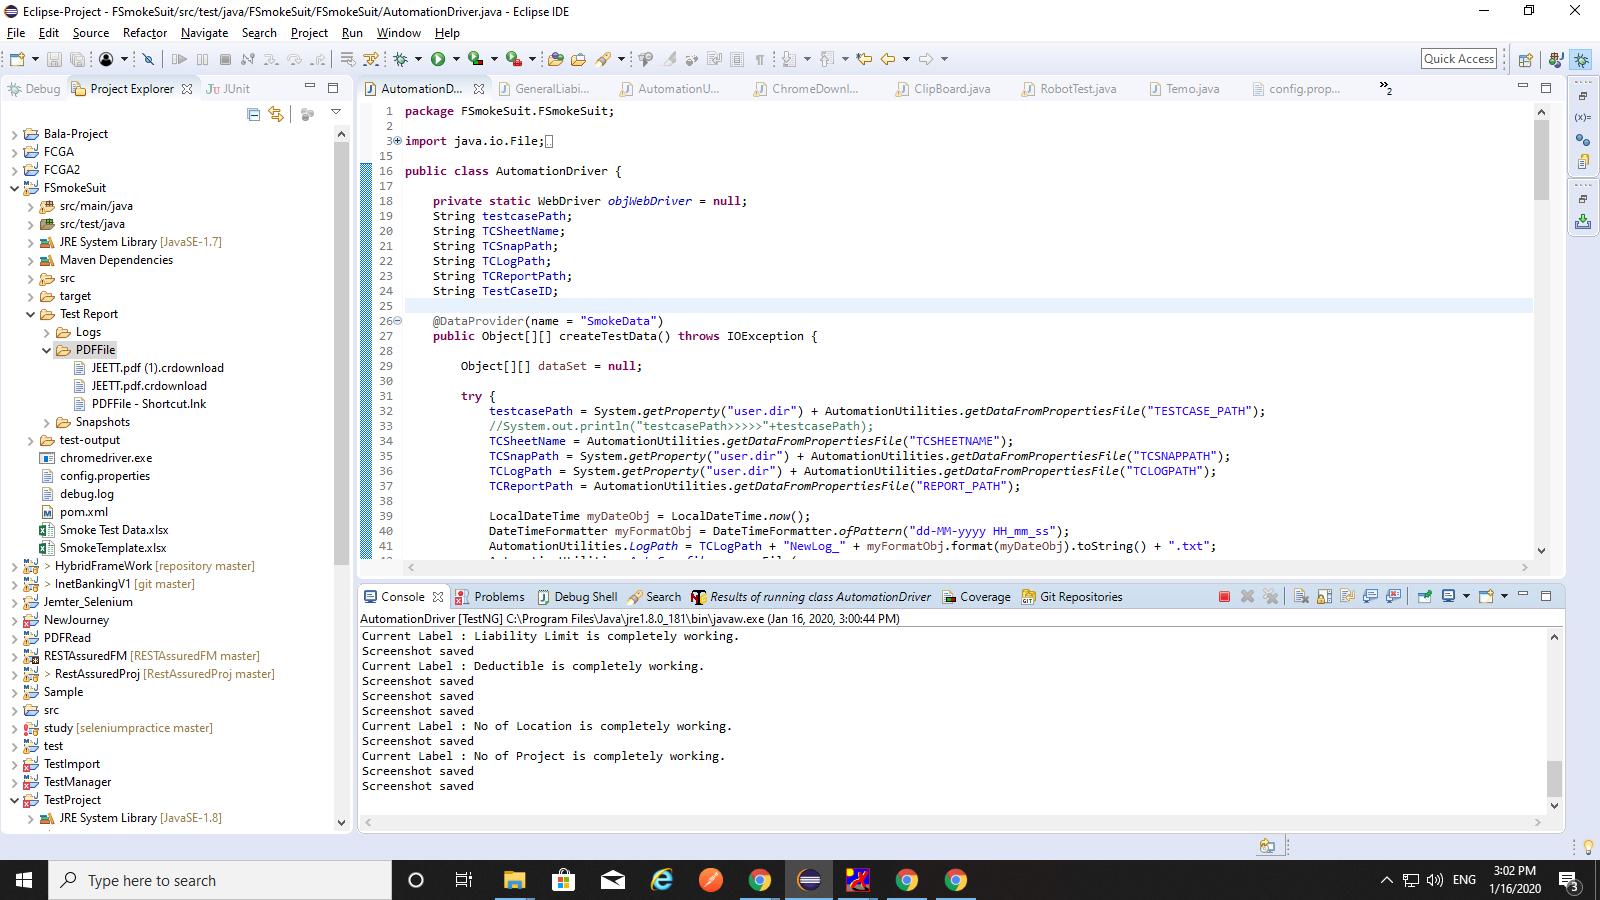 Eclipse-Project - FSmokeSuit/src/test/java/FSmokeSuit/FSmokeSuit/AutomationDriver.java - Eclipse IDE
File Edit Source Refactor Navigate Search Project Run Window Help
Quick Access
Debug Project Explorer JUnit
Bala-Project
FCGA
FCGA2
FSmokeSuit
src/main/java
src/test/java
JRE System Library [JavaSE-1.7]
Maven Dependencies
src
target
Test Report
Logs
PDFFile
JEETT.pdf (1).crdownload
JEETT.pdf.crdownload
PDFFile - Shortcut.lnk
Snapshots
test-output
chromedriver.exe
config.properties
debug.log
pom.xml
Smoke Test Data.xlsx
SmokeTemplate.xlsx
> HybridFrameWork [repository master]
> InetBankingV1 [git master]
Jemter_Selenium
NewJourney
PDFRead
RESTAssuredFM [RESTAssuredFM master]
> RestAssuredProj [RestAssuredProj master]
Sample
src
study [seleniumpractice master]
test
TestImport
TestManager
TestProject
JRE System Library [JavaSE-1.8]
AutomationD... GeneralLiabi... AutomationU... ChromeDownl... ClipBoard.java RobotTest.java Temo.java config.prop... »2
1 package FSmokeSuit.FSmokeSuit;
2
3 import java.io.File;
15
16 public class AutomationDriver {
17
18 private static WebDriver objWebDriver = null;
19 String testcasePath;
20 String TCSheetName;
21 String TCSnapPath;
22 String TCLogPath;
23 String TCReportPath;
24 String TestCaseID;
25
26 @DataProvider(name = "SmokeData")
27 public Object[][] createTestData() throws IOException {
28
29 Object[][] dataSet = null;
30
31 try {
32 testcasePath = System.getProperty("user.dir") + AutomationUtilities.getDataFromPropertiesFile("TESTCASE_PATH");
33 //System.out.println("testcasePath>>>>>"+testcasePath);
34 TCSheetName = AutomationUtilities.getDataFromPropertiesFile("TCSHEETNAME");
35 TCSnapPath = System.getProperty("user.dir") + AutomationUtilities.getDataFromPropertiesFile("TCSNAPPATH");
36 TCLogPath = System.getProperty("user.dir") + AutomationUtilities.getDataFromPropertiesFile("TCLOGPATH");
37 TCReportPath = AutomationUtilities.getDataFromPropertiesFile("REPORT_PATH");
38
39 LocalDateTime myDateObj = LocalDateTime.now();
40 DateTimeFormatter myFormatObj = DateTimeFormatter.ofPattern("dd-MM-yyyy HH_mm_ss");
41 AutomationUtilities.LogPath = TCLogPath + "NewLog_" + myFormatObj.format(myDateObj).toString() + ".txt";
Console Problems Debug Shell Search Results of running class AutomationDriver Coverage Git Repositories
AutomationDriver [TestNG] C:\Program Files\Java\jre1.8.0_181\bin\javaw.exe (Jan 16, 2020, 3:00:44 PM)
Current Label : Liability Limit is completely working.
Screenshot saved
Current Label : Deductible is completely working.
Screenshot saved
Screenshot saved
Screenshot saved
Current Label : No of Location is completely working.
Screenshot saved
Current Label : No of Project is completely working.
Screenshot saved
Screenshot saved
Type here to search
ENG
3:02 PM
1/16/2020
3